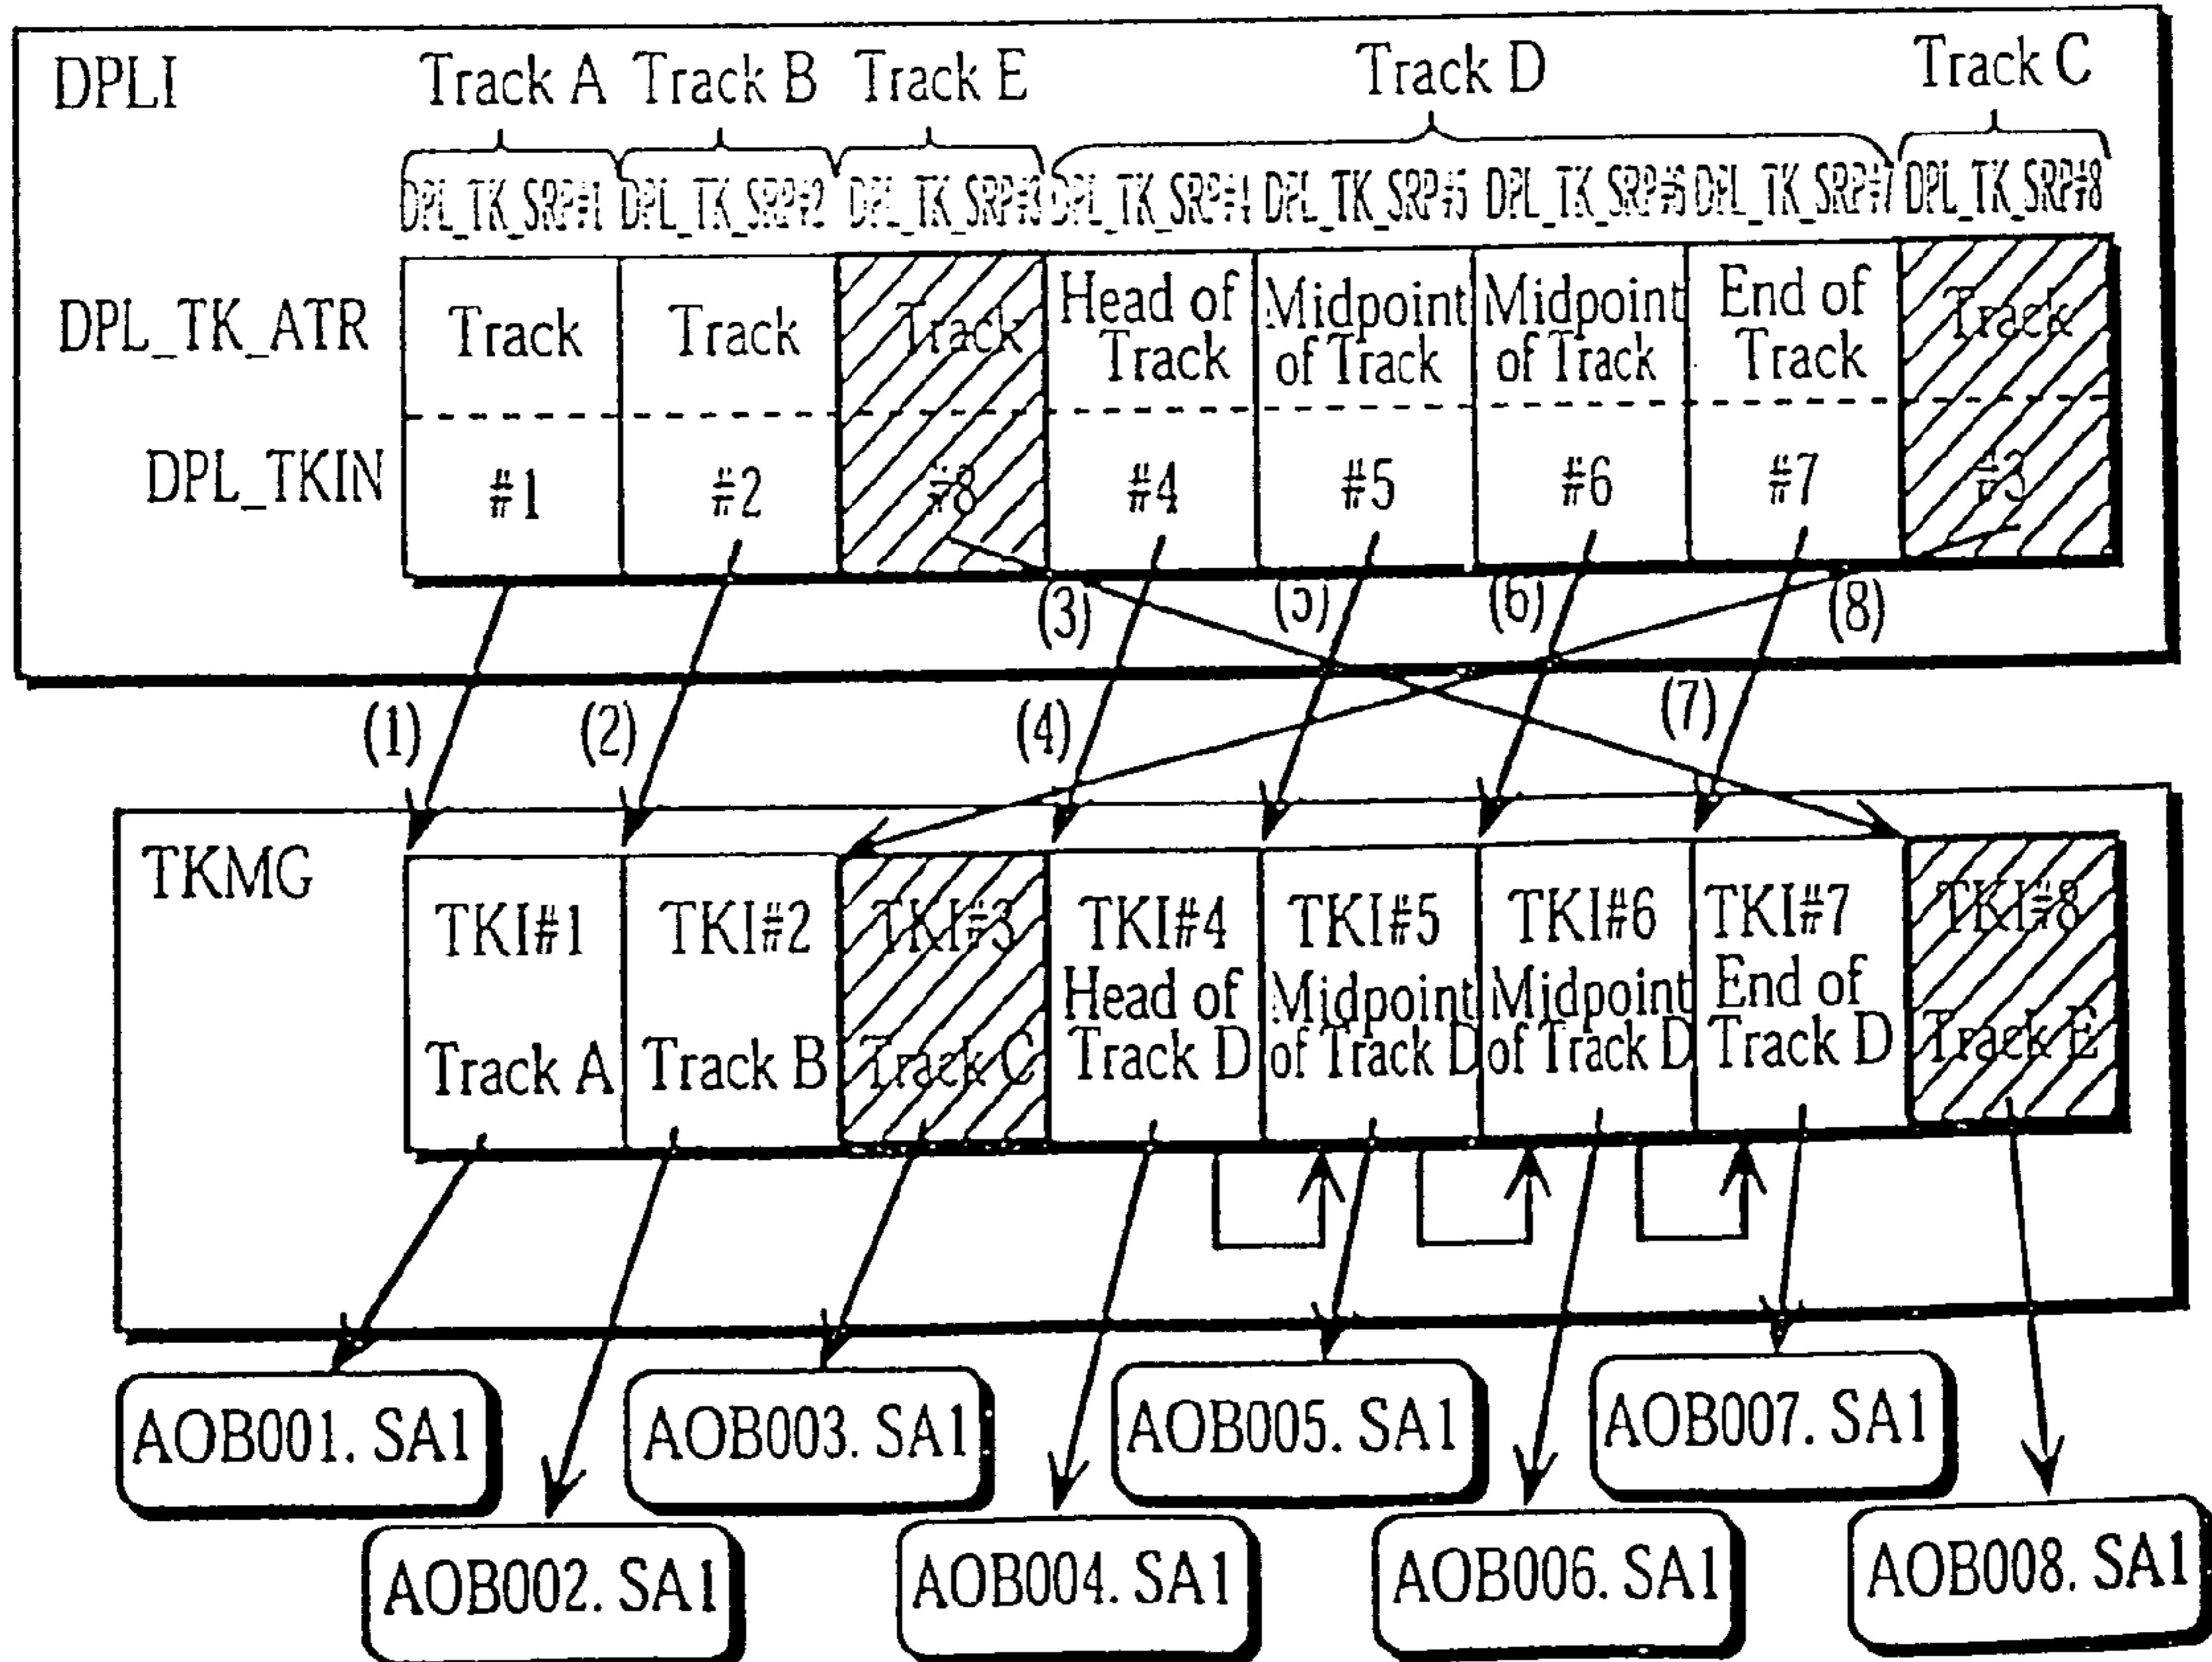 DPLI
Track A Track B Track E Track D Track C
DPL_TK_SRP#1 DPL_TK_SRP#2 DPL_TK_SRP#3 DPL_TK_SRP#4 DPL_TK_SRP#5 DPL_TK_SRP#6 DPL_TK_SRP#7 DPL_TK_SRP#8
DPL_TK_ATR
Track
Track
Track
Head of
Track
Midpoint
of Track
Midpoint
of Track
End of
Track
Track
DPL_TKIN
#1 #2 #8 #4 #5 #6 #7 #3
(3) (5) (6) (8)
(1) (2) (4) (7)
TKMG
TKI#1
Track A
TKI#2
Track B
TKI#3
Track C
TKI#4
Head of
Track D
TKI#5
Midpoint
of Track D
TKI#6
Midpoint
of Track D
TKI#7
End of
Track D
TKI#8
Track E
AOB001. SA1
AOB003. SA1
AOB005. SA1
AOB007. SA1
AOB002. SA1
AOB004. SA1
AOB006. SA1
AOB008. SA1